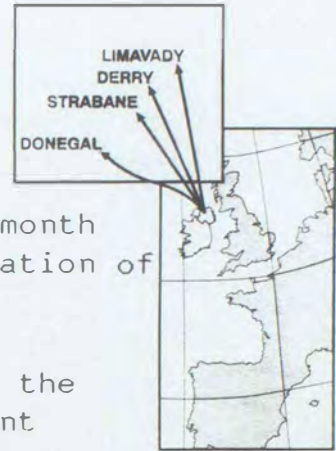 LIMAVADY
DERRY
STRABANE
DONEGAL
month
ation of
the
nt